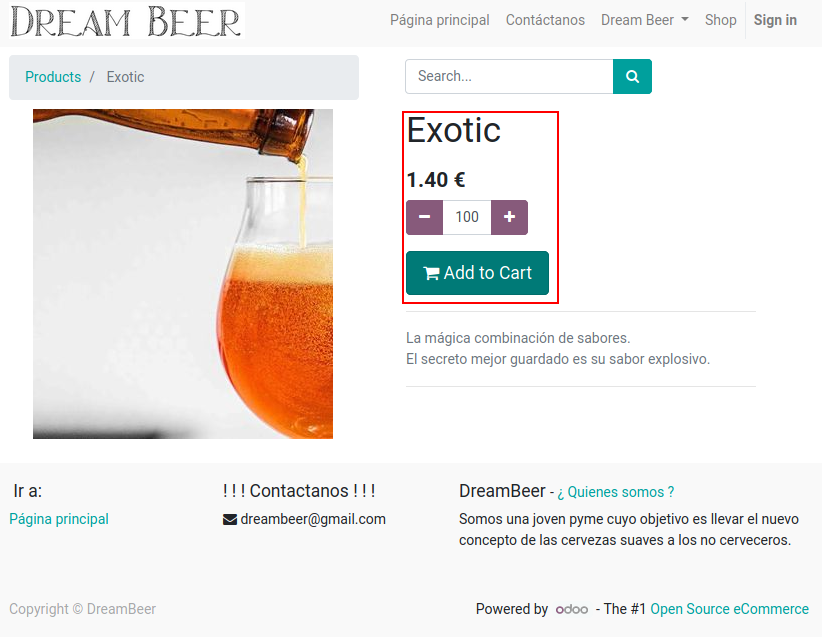 DREAM BEER
Página principal Contáctanos Dream Beer Shop Sign in
Products / Exotic
Search...
Exotic
1.40 €
100
Add to Cart
La mágica combinación de sabores.
El secreto mejor guardado es su sabor explosivo.
Ir a:
Página principal
! ! ! Contactanos ! ! !
dreambeer@gmail.com
DreamBeer - ¿ Quienes somos ?
Somos una joven pyme cuyo objetivo es llevar el nuevo
concepto de las cervezas suaves a los no cerveceros.
Copyright © DreamBeer
Powered by odoo - The #1 Open Source eCommerce